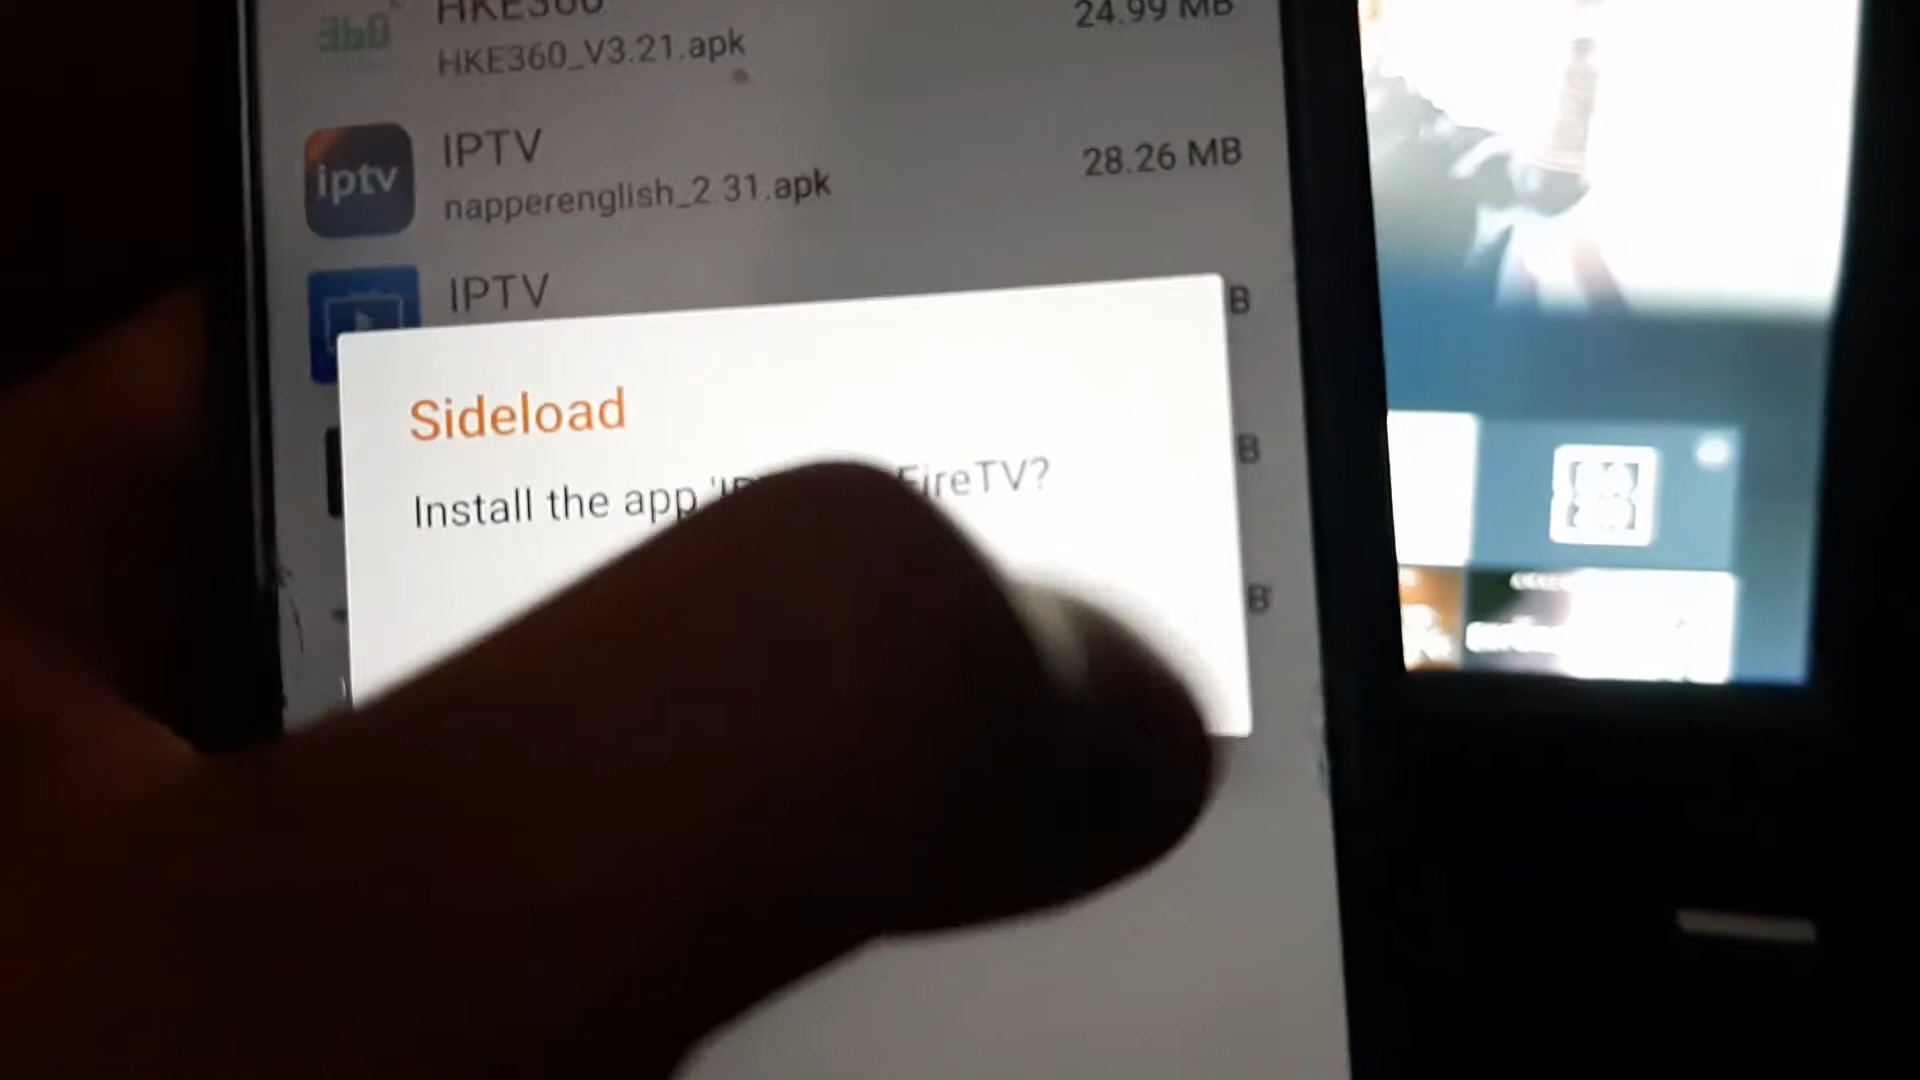 HKE360
24.99 MB
HKE360_V3.21.apk
IPTV
iptv
28.26 MB
napperenglish_2.31.apk
IPTV
B
Sideload
Install the app FireTV?
B
B